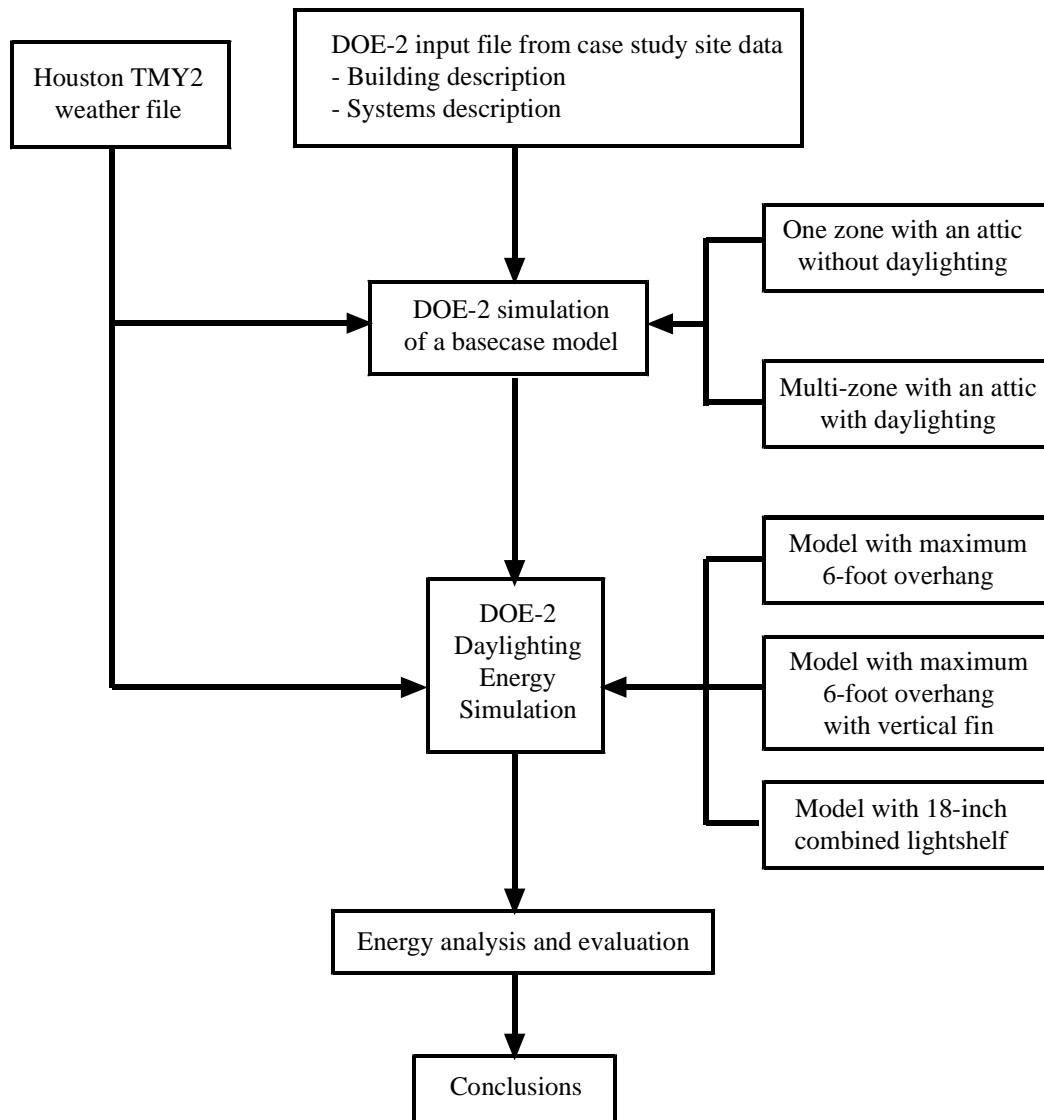 DOE-2 input file from case study site data
- Building description
- Systems description
Houston TMY2
weather file
One zone with an attic
without daylighting
DOE-2 simulation
of a basecase model
Multi-zone with an attic
with daylighting
Model with maximum
6-foot overhang
DOE-2
Daylighting
Energy
Simulation
Model with maximum
6-foot overhang
with vertical fin
Model with 18-inch
combined lightshelf
Energy analysis and evaluation
Conclusions